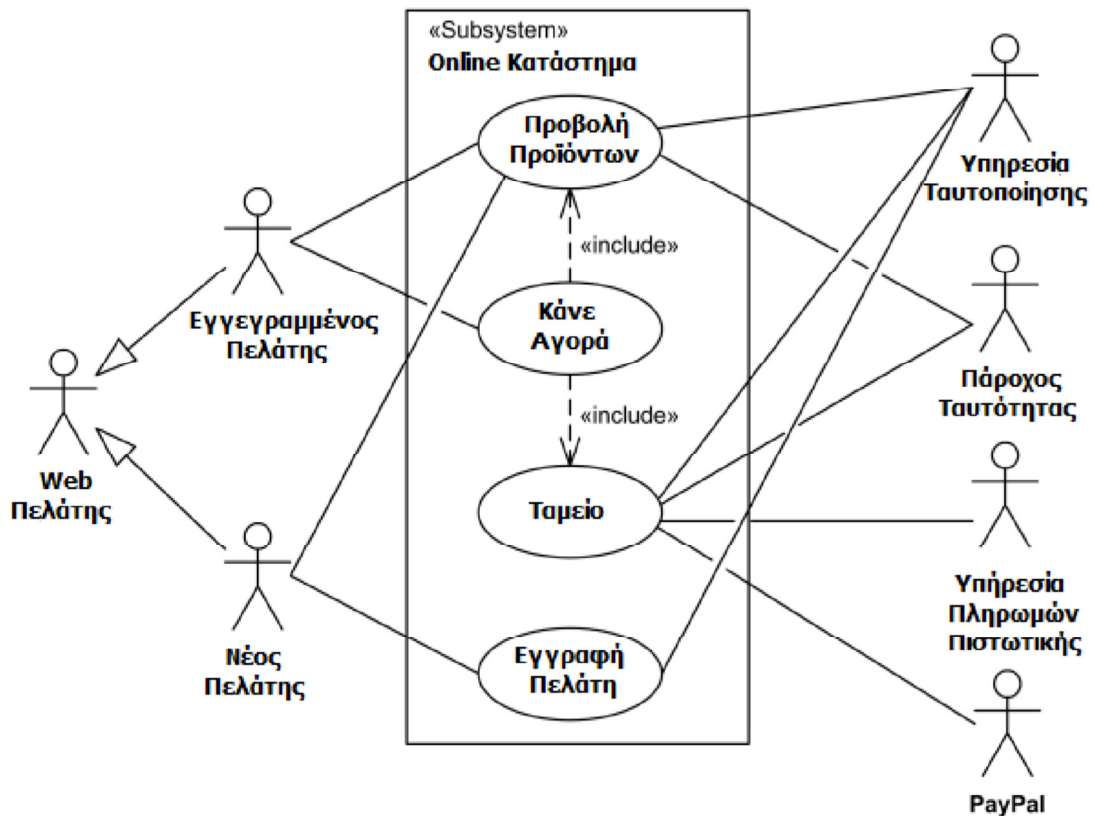 «Subsystem»
Online Κατάστημα
Προβολή
Προϊόντων
«include»
Κάνε
Αγορά
«include»
Ταμείο
Εγγραφή
Πελάτη
Εγγεγραμμένος
Πελάτης
Web
Πελάτης
Νέος
Πελάτης
Υπηρεσία
Ταυτοποίησης
Πάροχος
Ταυτότητας
Υπήρεσία
Πληρωμών
Πιστωτικής
PayPal